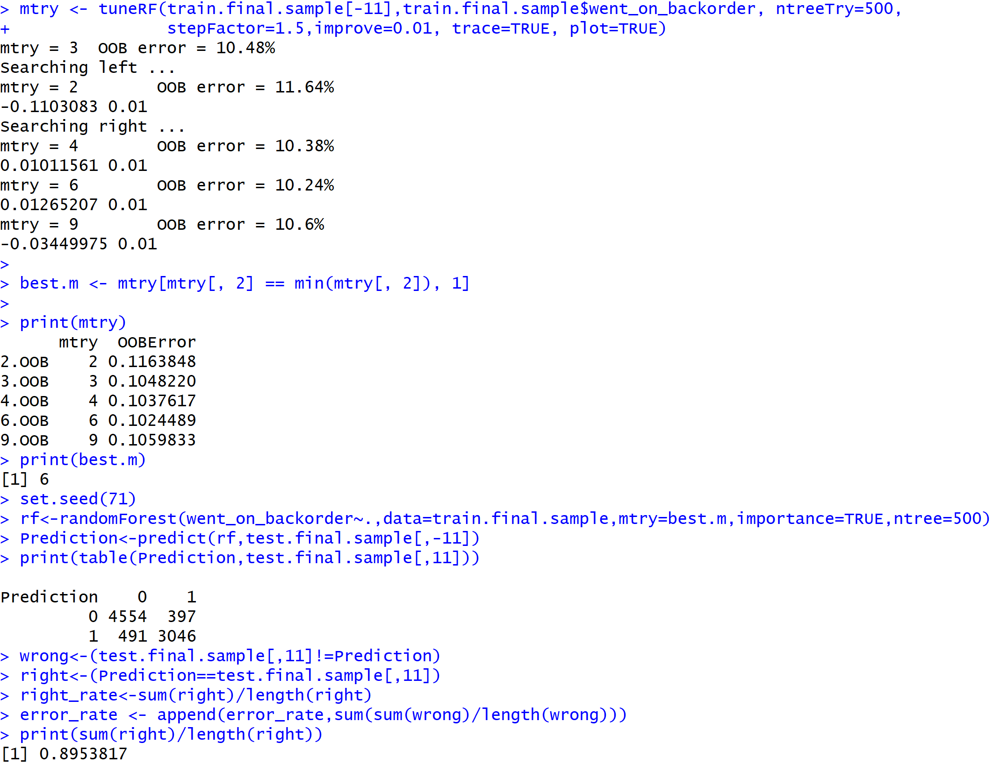 > mtry <- tuneRF(train.final.sample[-11],train.final.sample$went_on_backorder, ntreeTry=500,
+                stepFactor=1.5,improve=0.01, trace=TRUE, plot=TRUE)
mtry = 3  OOB error = 10.48%
Searching left ...
mtry = 2        OOB error = 11.64%
-0.1103083 0.01
Searching right ...
mtry = 4        OOB error = 10.38%
0.01011561 0.01
mtry = 6        OOB error = 10.24%
0.01265207 0.01
mtry = 9        OOB error = 10.6%
-0.03449975 0.01
>
> best.m <- mtry[mtry[, 2] == min(mtry[, 2]), 1]
>
> print(mtry)
      mtry  OOBError
2.OOB    2 0.1163848
3.OOB    3 0.1048220
4.OOB    4 0.1037617
6.OOB    6 0.1024489
9.OOB    9 0.1059833
> print(best.m)
[1] 6
> set.seed(71)
> rf<-randomForest(went_on_backorder~.,data=train.final.sample,mtry=best.m,importance=TRUE,ntree=500)
> Prediction<-predict(rf,test.final.sample[,-11])
> print(table(Prediction,test.final.sample[,11]))
Prediction    0    1
         0 4554  397
         1  491 3046
> wrong<-(test.final.sample[,11]!=Prediction)
> right<-(Prediction==test.final.sample[,11])
> right_rate<-sum(right)/length(right)
> error_rate <- append(error_rate,sum(sum(wrong)/length(wrong)))
> print(sum(right)/length(right))
[1] 0.8953817